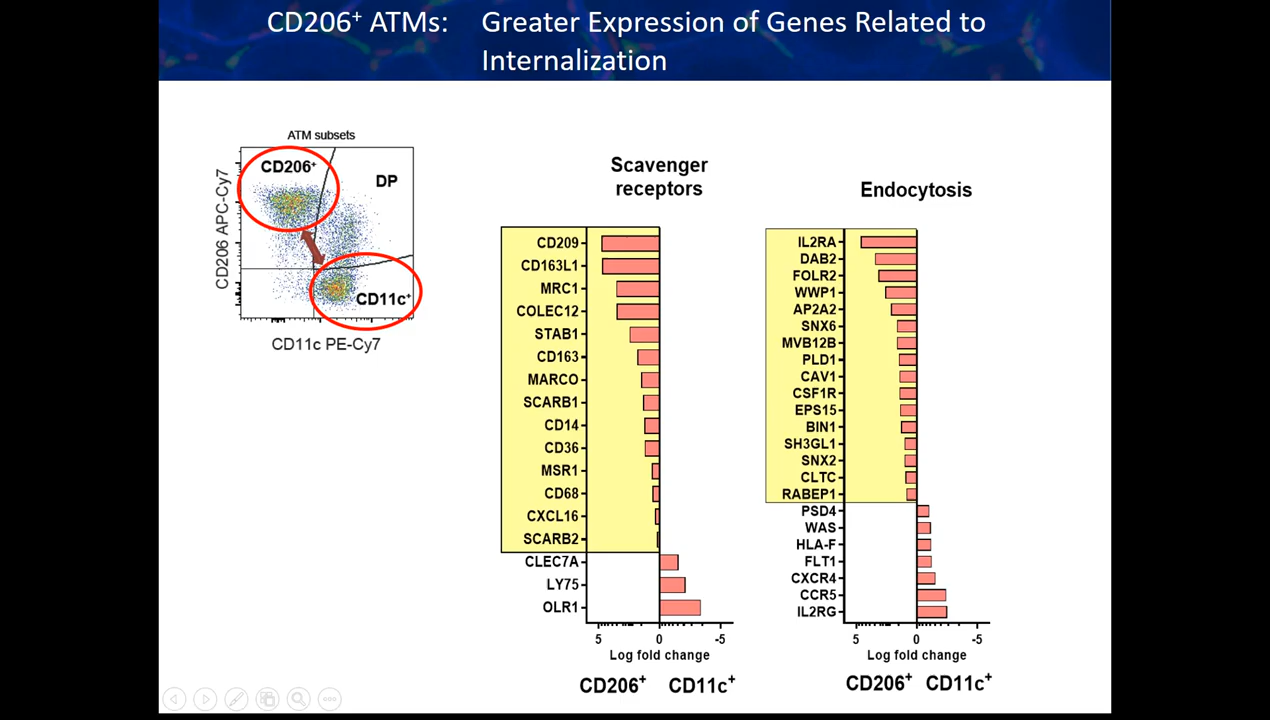 CD206⁺ ATMs: Greater Expression of Genes Related to
Internalization
ATM subsets
CD206⁺
DP
CD11c⁺
CD206 APC-Cy7
CD11c PE-Cy7
Scavenger
receptors
CD209
CD163L1
MRC1
COLEC12
STAB1
CD163
MARCO
SCARB1
CD14
CD36
MSR1
CD68
CXCL16
SCARB2
CLEC7A
LY75
OLR1
5 0 -5
Log fold change
CD206⁺ CD11c⁺
Endocytosis
IL2RA
DAB2
FOLR2
WWP1
AP2A2
SNX6
MVB12B
PLD1
CAV1
CSF1R
EPS15
BIN1
SH3GL1
SNX2
CLTC
RABEP1
PSD4
WAS
HLA-F
FLT1
CXCR4
CCR5
IL2RG
5 0 -5
Log fold change
CD206⁺ CD11c⁺